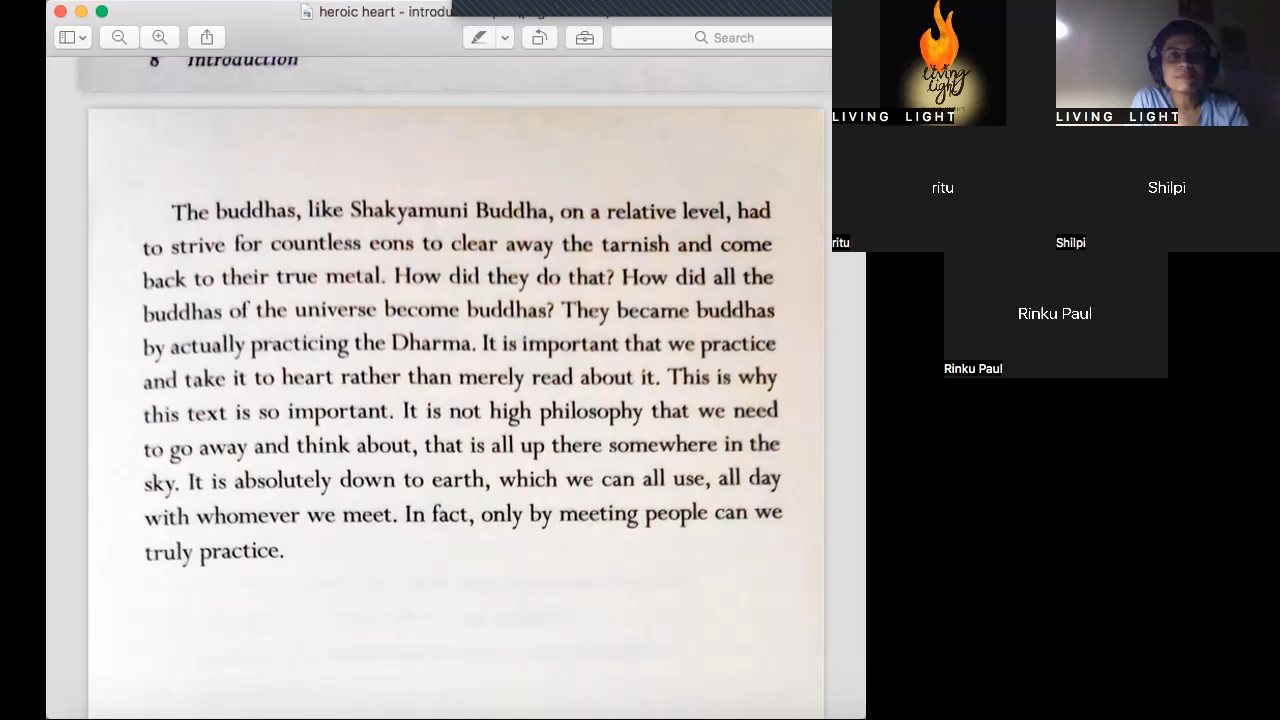 heroic heart - introdu
Search
8 Introduction
The buddhas, like Shakyamuni Buddha, on a relative level, had
to strive for countless eons to clear away the tarnish and come
back to their true metal. How did they do that? How did all the
buddhas of the universe become buddhas? They became buddhas
by actually practicing the Dharma. It is important that we practice
and take it to heart rather than merely read about it. This is why
this text is so important. It is not high philosophy that we need
to go away and think about, that is all up there somewhere in the
sky. It is absolutely down to earth, which we can all use, all day
with whomever we meet. In fact, only by meeting people can we
truly practice.
living
light
LIVING LIGHT
LIVING LIGHT
ritu
Shilpi
ritu
Shilpi
Rinku Paul
Rinku Paul